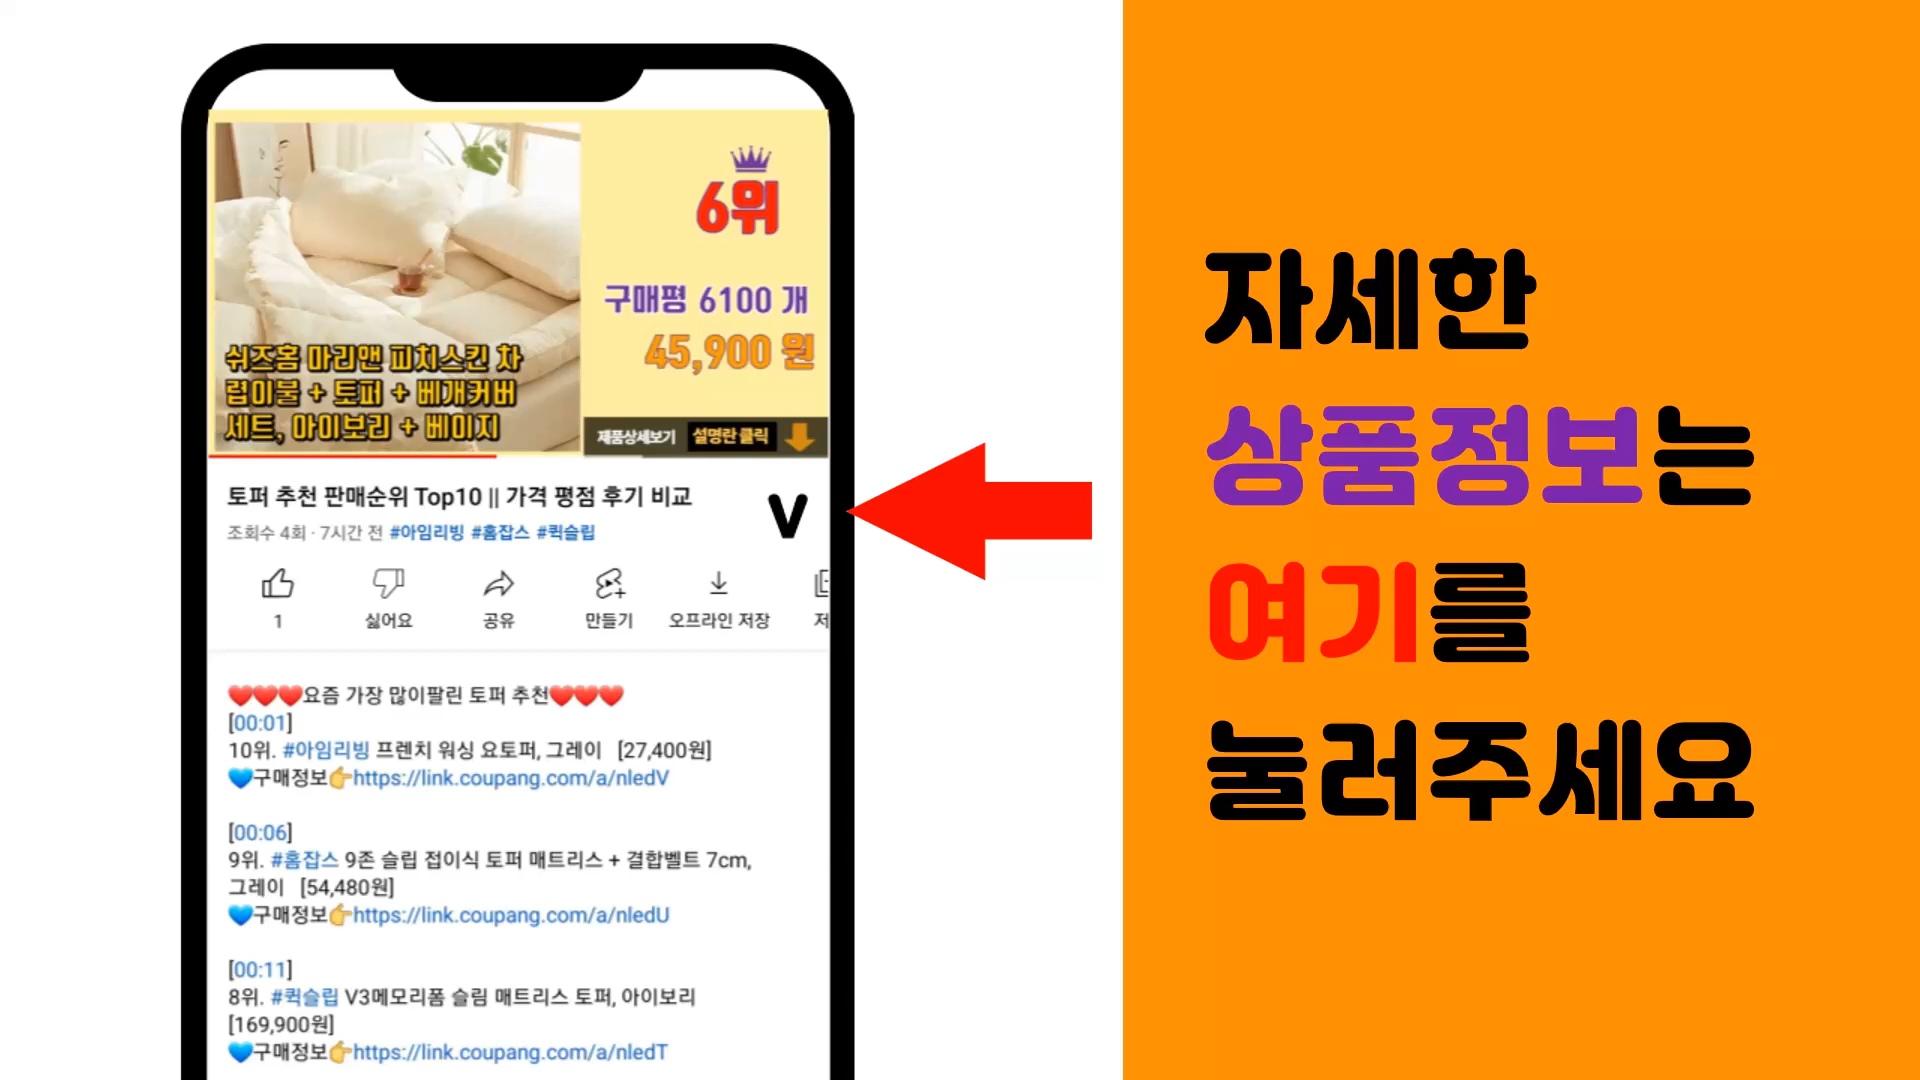 6위
구매평 6100 개
45,900 원
쉬즈홈 마리앤 피치스킨 차
렵이불 + 토퍼 + 베개커버
세트, 아이보리 + 베이지
제품상세보기 설명란 클릭
토퍼 추천 판매순위 Top10 || 가격 평점 후기 비교
V
조회수 4회 · 7시간 전 #아임리빙 #홈잡스 #퀵슬립
1 싫어요 공유 만들기 오프라인 저장 저
❤️❤️❤️요즘 가장 많이팔린 토퍼 추천❤️❤️❤️
[00:01]
10위. #아임리빙 프렌치 워싱 요토퍼, 그레이 [27,400원]
💙구매정보👉https://link.coupang.com/a/nledV
[00:06]
9위. #홈잡스 9존 슬립 접이식 토퍼 매트리스 + 결합벨트 7cm,
그레이 [54,480원]
💙구매정보👉https://link.coupang.com/a/nledU
[00:11]
8위. #퀵슬립 V3메모리폼 슬림 매트리스 토퍼, 아이보리
[169,900원]
💙구매정보👉https://link.coupang.com/a/nledT
자세한
상품정보는
여기를
눌러주세요